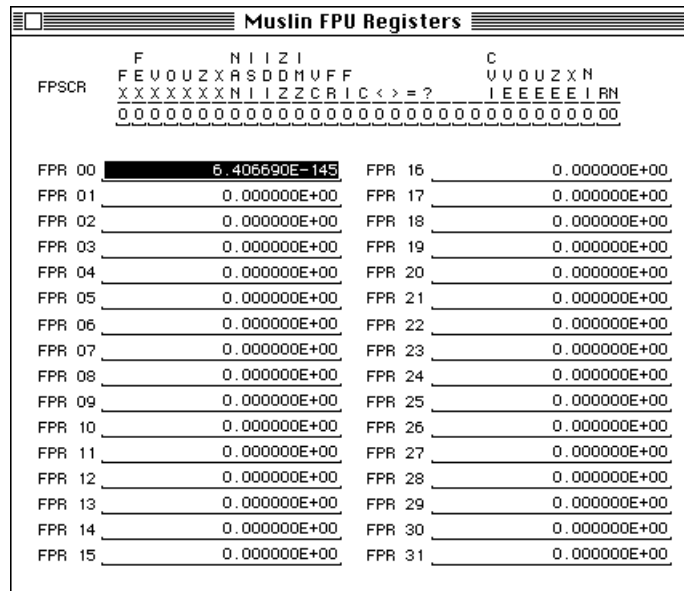 Muslin FPU Registers
F N I I Z I C
F E V O U Z X A S D D M V F F V V O U Z X N
FPSCR
X X X X X X X N I I Z Z C R I C < > = ? I E E E E E I RN
0 0 0 0 0 0 0 0 0 0 0 0 0 0 0 0 0 0 0 0 0 0 0 0 0 0 0 0 0 0 00
FPR 00 6.406690E-145 FPR 16 0.000000E+00
FPR 01 0.000000E+00 FPR 17 0.000000E+00
FPR 02 0.000000E+00 FPR 18 0.000000E+00
FPR 03 0.000000E+00 FPR 19 0.000000E+00
FPR 04 0.000000E+00 FPR 20 0.000000E+00
FPR 05 0.000000E+00 FPR 21 0.000000E+00
FPR 06 0.000000E+00 FPR 22 0.000000E+00
FPR 07 0.000000E+00 FPR 23 0.000000E+00
FPR 08 0.000000E+00 FPR 24 0.000000E+00
FPR 09 0.000000E+00 FPR 25 0.000000E+00
FPR 10 0.000000E+00 FPR 26 0.000000E+00
FPR 11 0.000000E+00 FPR 27 0.000000E+00
FPR 12 0.000000E+00 FPR 28 0.000000E+00
FPR 13 0.000000E+00 FPR 29 0.000000E+00
FPR 14 0.000000E+00 FPR 30 0.000000E+00
FPR 15 0.000000E+00 FPR 31 0.000000E+00